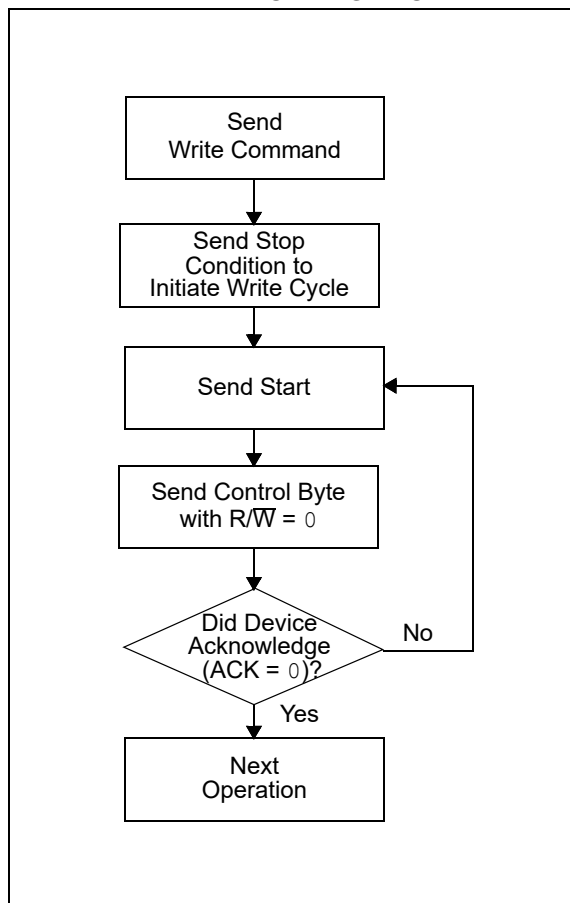 Send
Write Command
Send Stop
Condition to
Initiate Write Cycle
Send Start
Send Control Byte
with R/W̅ = 0
Did Device
Acknowledge
(ACK = 0)?
No
Yes
Next
Operation